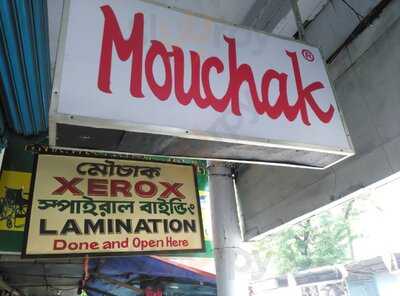 Mouchak®
মৌচাক
XEROX
স্পাইরাল বাইন্ডিং
LAMINATION
Done and Open Here